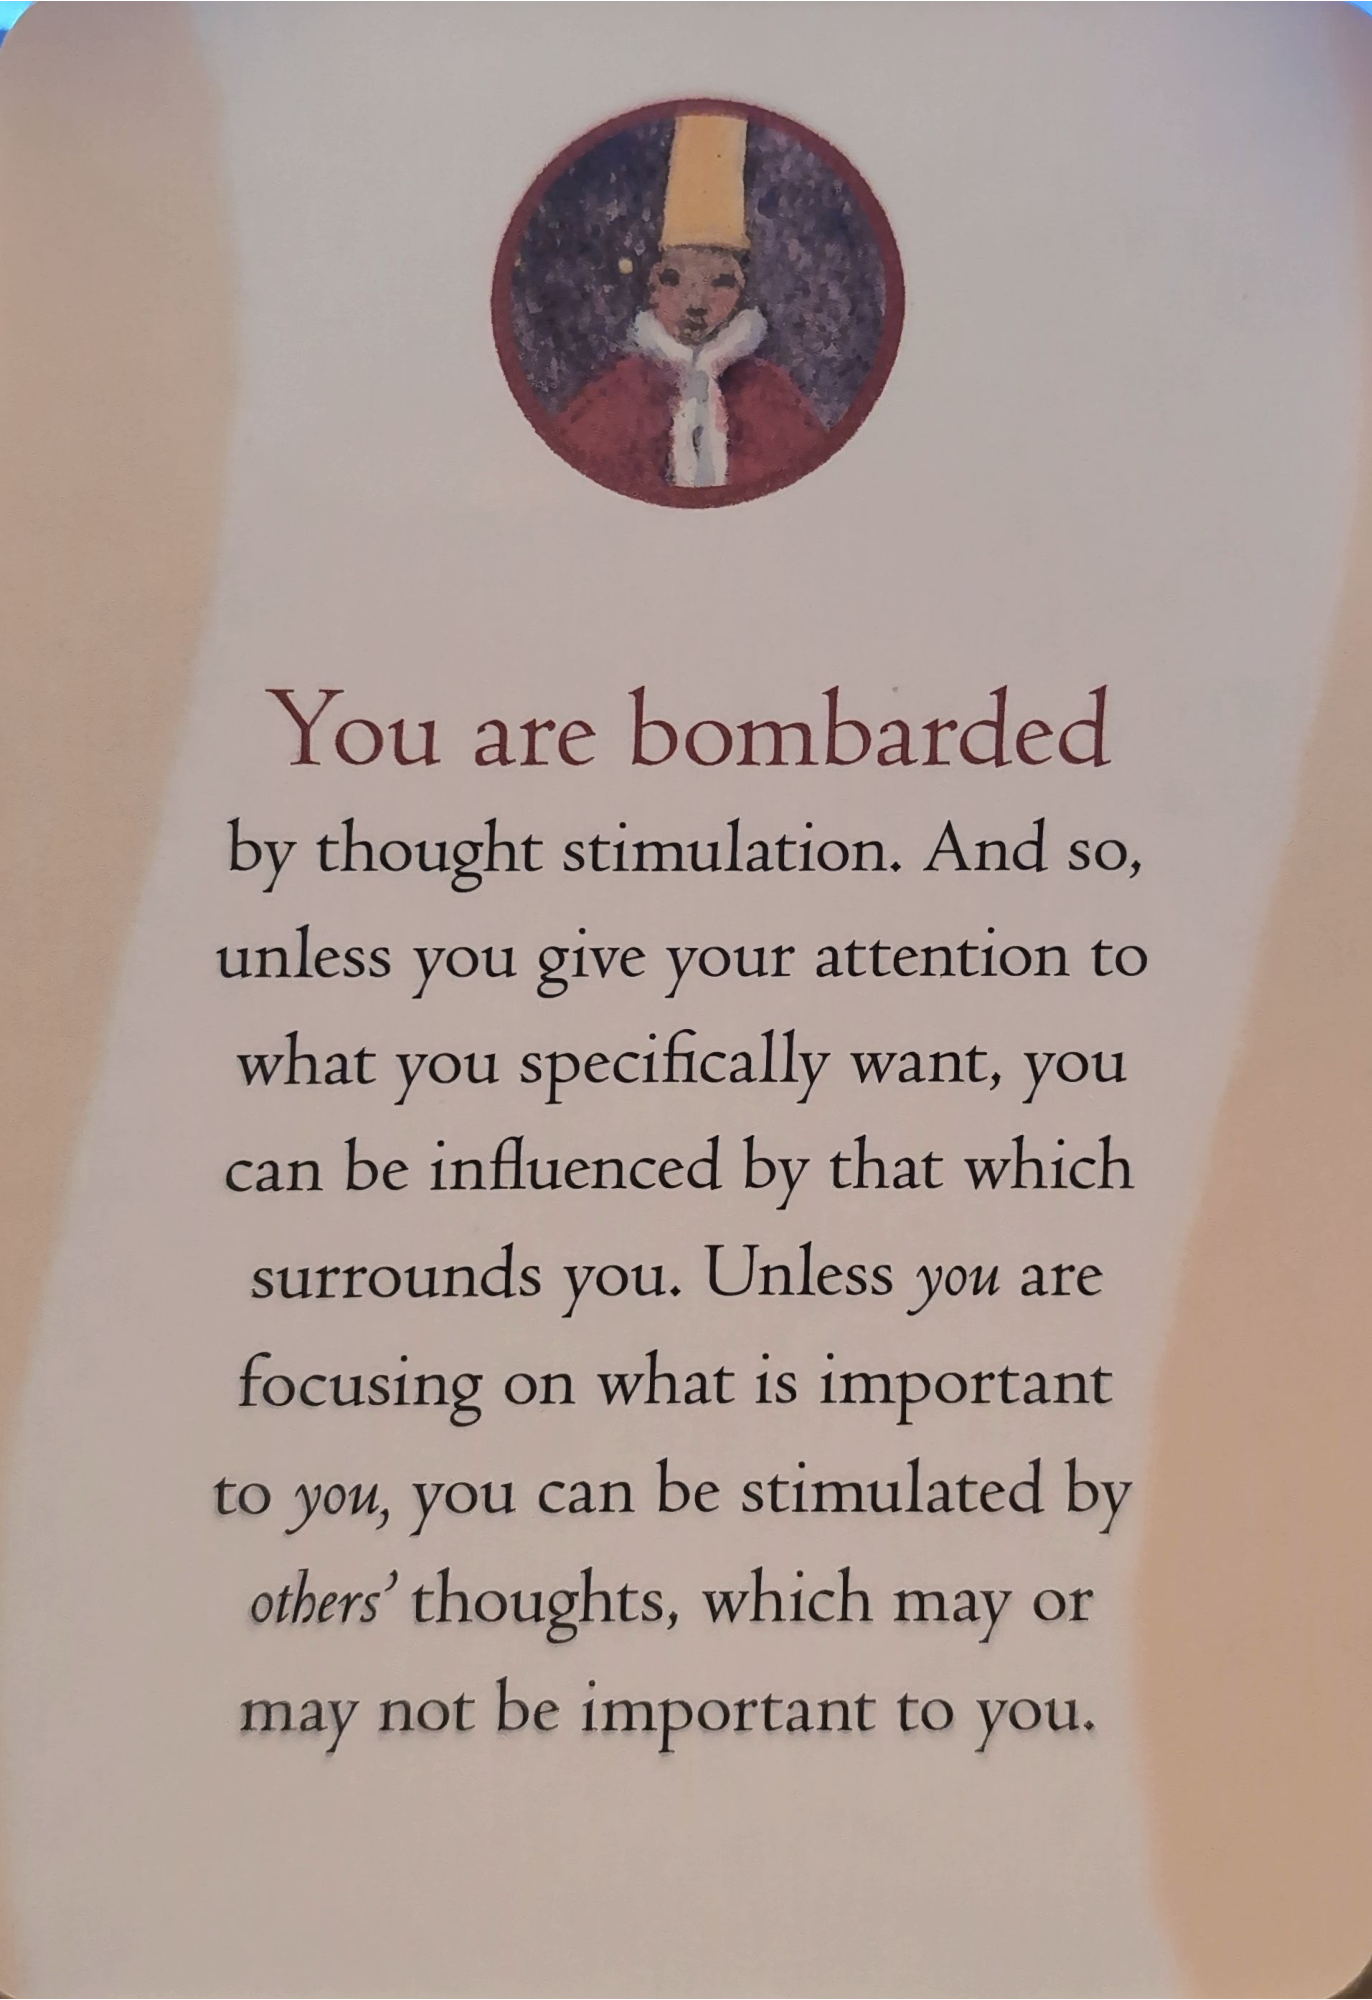 You are bombarded
by thought stimulation. And so,
unless you give your attention to
what you specifically want, you
can be influenced by that which
surrounds you. Unless you are
focusing on what is important
to you, you can be stimulated by
others’ thoughts, which may or
may not be important to you.